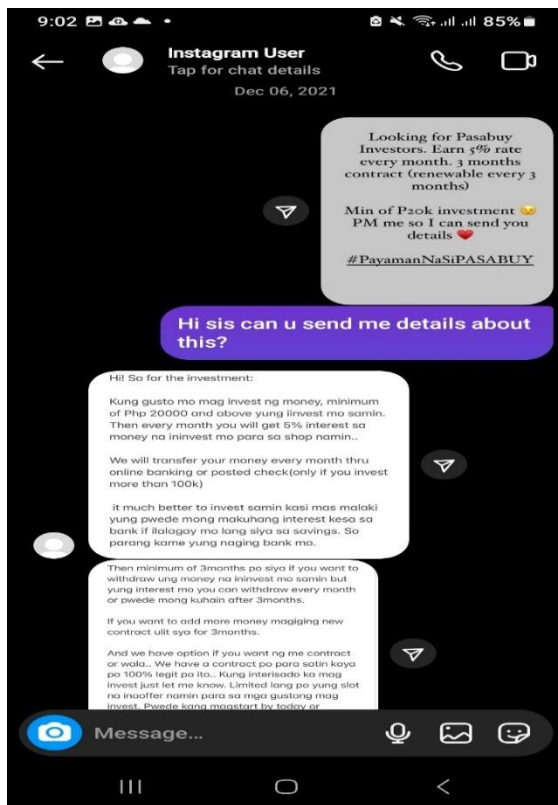 9:02
85%
Instagram User
Tap for chat details
Dec 06, 2021
Looking for Pasabuy
Investors. Earn 5% rate
every month. 3 months
contract (renewable every 3
months)
Min of P20k investment 😉
PM me so I can send you
details ❤️
#PayamanNaSiPASABUY
Hi sis can u send me details about
this?
Hi! So for the investment:
Kung gusto mo mag invest ng money, minimum
of Php 20000 and above yung iinvest mo samin.
Then every month you will get 5% interest sa
money na ininvest mo para sa shop namin..
We will transfer your money every month thru
online banking or posted check(only if you invest
more than 100k)
it much better to invest samin kasi mas malaki
yung pwede mong makuhang interest kesa sa
bank if ilalagay mo lang siya sa savings. So
parang kame yung naging bank mo.
Then minimum of 3months po siya if you want to
withdraw ung money na ininvest mo samin but
yung interest mo you can withdraw every month
or pwede mong kuhain after 3months.
If you want to add more money magiging new
contract ulit sya for 3months.
And we have option if you want ng me contract
or wala.. We have a contract po para satin kaya
po 100% legit po ito.. Kung interisado ka mag
invest just let me know. Limited lang po yung slot
na inaoffer namin para sa mga gustong mag
invest. Pwede kang magstart by today or
Message...